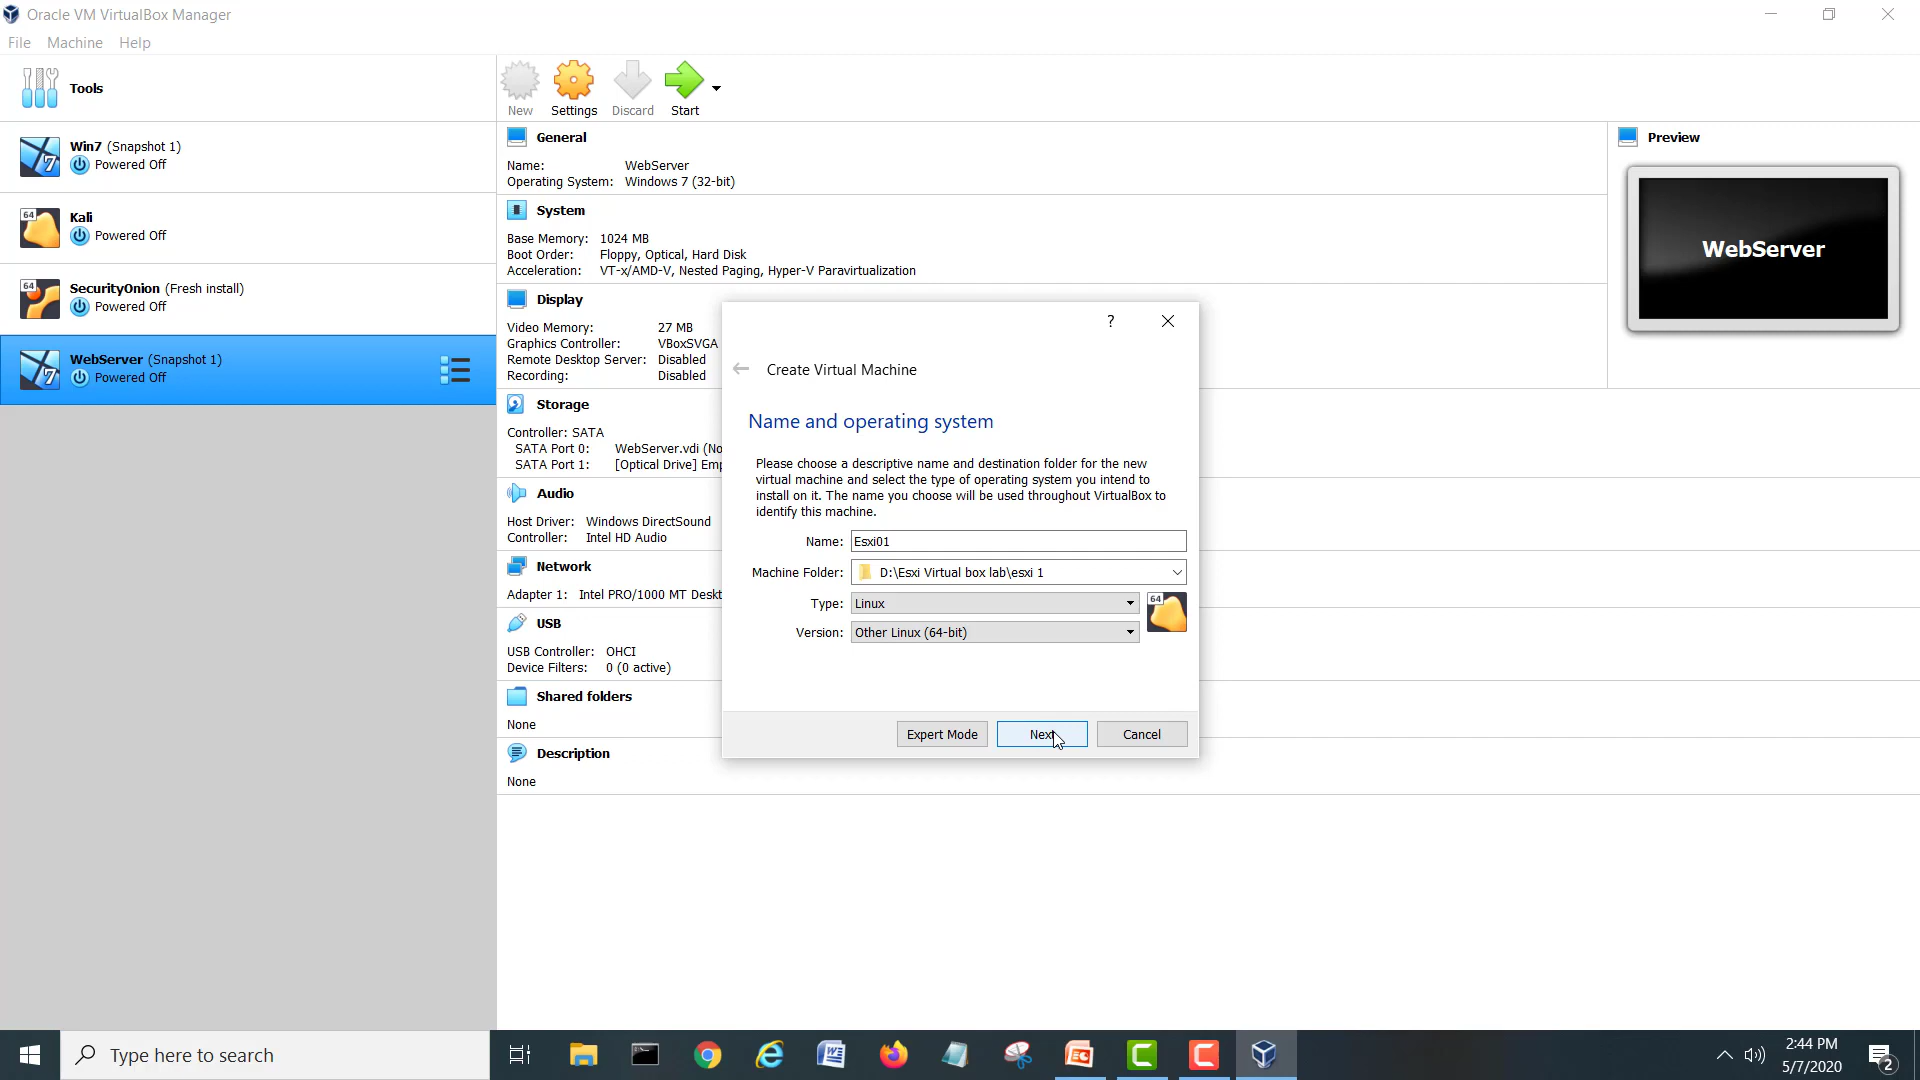 Oracle VM VirtualBox Manager
File Machine Help
Tools
New Settings Discard Start
Win7 (Snapshot 1)
Powered Off
64
Kali
Powered Off
64
SecurityOnion (Fresh install)
Powered Off
WebServer (Snapshot 1)
Powered Off
General
Name: WebServer
Operating System: Windows 7 (32-bit)
System
Base Memory: 1024 MB
Boot Order: Floppy, Optical, Hard Disk
Acceleration: VT-x/AMD-V, Nested Paging, Hyper-V Paravirtualization
Display
Video Memory: 27 MB
Graphics Controller: VBoxSVGA
Remote Desktop Server: Disabled
Recording: Disabled
Storage
Controller: SATA
SATA Port 0: WebServer.vdi (No
SATA Port 1: [Optical Drive] Emp
Audio
Host Driver: Windows DirectSound
Controller: Intel HD Audio
Network
Adapter 1: Intel PRO/1000 MT Deskt
USB
USB Controller: OHCI
Device Filters: 0 (0 active)
Shared folders
None
Description
None
Preview
WebServer
?
Create Virtual Machine
Name and operating system
Please choose a descriptive name and destination folder for the new
virtual machine and select the type of operating system you intend to
install on it. The name you choose will be used throughout VirtualBox to
identify this machine.
Name: Esxi01
Machine Folder: D:\Esxi Virtual box lab\esxi 1
Type: Linux
64
Version: Other Linux (64-bit)
Expert Mode Next Cancel
Type here to search
2:44 PM
5/7/2020
2